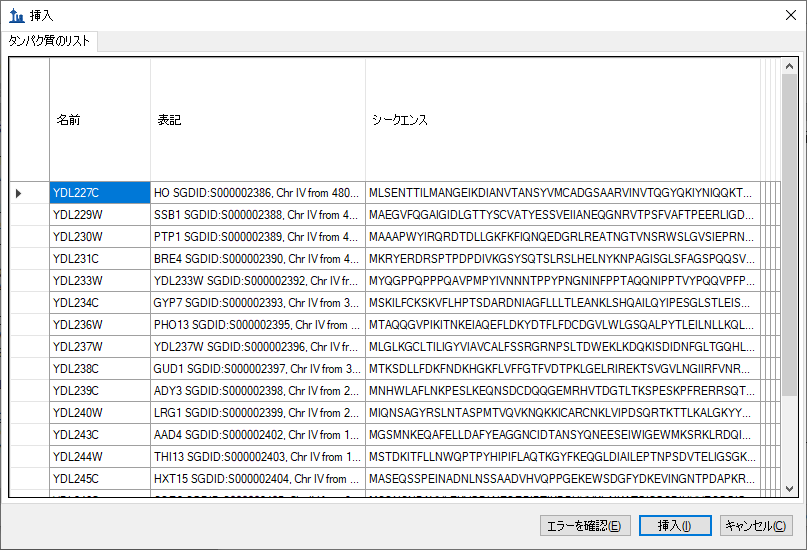 挿入
タンパク質のリスト
名前 表記 シークエンス
YDL227C HO SGDID:S000002386, Chr IV from 480... MLSENTTILMANGEIKDIANVTANSYVMCADGSAARVINVTQGYQKIYNIQQKT...
YDL229W SSB1 SGDID:S000002388, Chr IV from 4... MAEGVFQGAIGIDLGTTYSCVATYESSVEIIANEQGNRVTPSFVAFTPEERLIGD...
YDL230W PTP1 SGDID:S000002389, Chr IV from 4... MAAAPWYIRQRDTDLLGKFKFIQNQEDGRLREATNGTVNSRWSLGVSIEPRN...
YDL231C BRE4 SGDID:S000002390, Chr IV from 4... MKRYERDRSPTPDPDIVKGSYSQTSLRSLHELNYKNPAGISGLSFAGSPQQSV...
YDL233W YDL233W SGDID:S000002392, Chr IV fr... MYQGPPQPPPQAVPMPYIVNNNTPPYPNGNINFPPTAQQNIPPTVYPQQVPFP...
YDL234C GYP7 SGDID:S000002393, Chr IV from 3... MSKILFCKSKVFLHPTSDARDNIAGFLLLTLEANKLSHQAILQYIPESGLSTLEIS...
YDL236W PHO13 SGDID:S000002395, Chr IV from ... MTAQQGVPIKITNKEIAQEFLDKYDTFLFDCDGVLWLGSQALPYTLEILNLLKQL...
YDL237W YDL237W SGDID:S000002396, Chr IV fr... MLGLKGCLTILIGYVIAVCALFSSRGRNPSLTDWEKLKDQKISDIDNFGLTGQHL...
YDL238C GUD1 SGDID:S000002397, Chr IV from 3... MTKSDLLFDKFNDKHGKFLVFFGTFVDTPKLGELRIREKTSVGVLNGIIRFVNR...
YDL239C ADY3 SGDID:S000002398, Chr IV from 2... MNHWLAFLNKPESLKEQNSDCDQQGEMRHVTDGTLTKSPESKPFRERRSQT...
YDL240W LRG1 SGDID:S000002399, Chr IV from 2... MIQNSAGYRSLNTASPMTVQVKNQKKICARCNKLVIPDSQRTKTTLKALGKYY...
YDL243C AAD4 SGDID:S000002402, Chr IV from 1... MGSMNKEQAFELLDAFYEAGGNCIDTANSYQNEESEIWIGEWMKSRKLRDQI...
YDL244W THI13 SGDID:S000002403, Chr IV from 1... MSTDKITFLLNWQPTPYHIPIFLAQTKGYFKEQGLDIAILEPTNPSDVTELIGSGK...
YDL245C HXT15 SGDID:S000002404, Chr IV from ... MASEQSSPEINADNLNSSAADVHVQPPGEKEWSDGFYDKEVINGNTPDAPKR...
エラーを確認(E) 挿入(I) キャンセル(C)